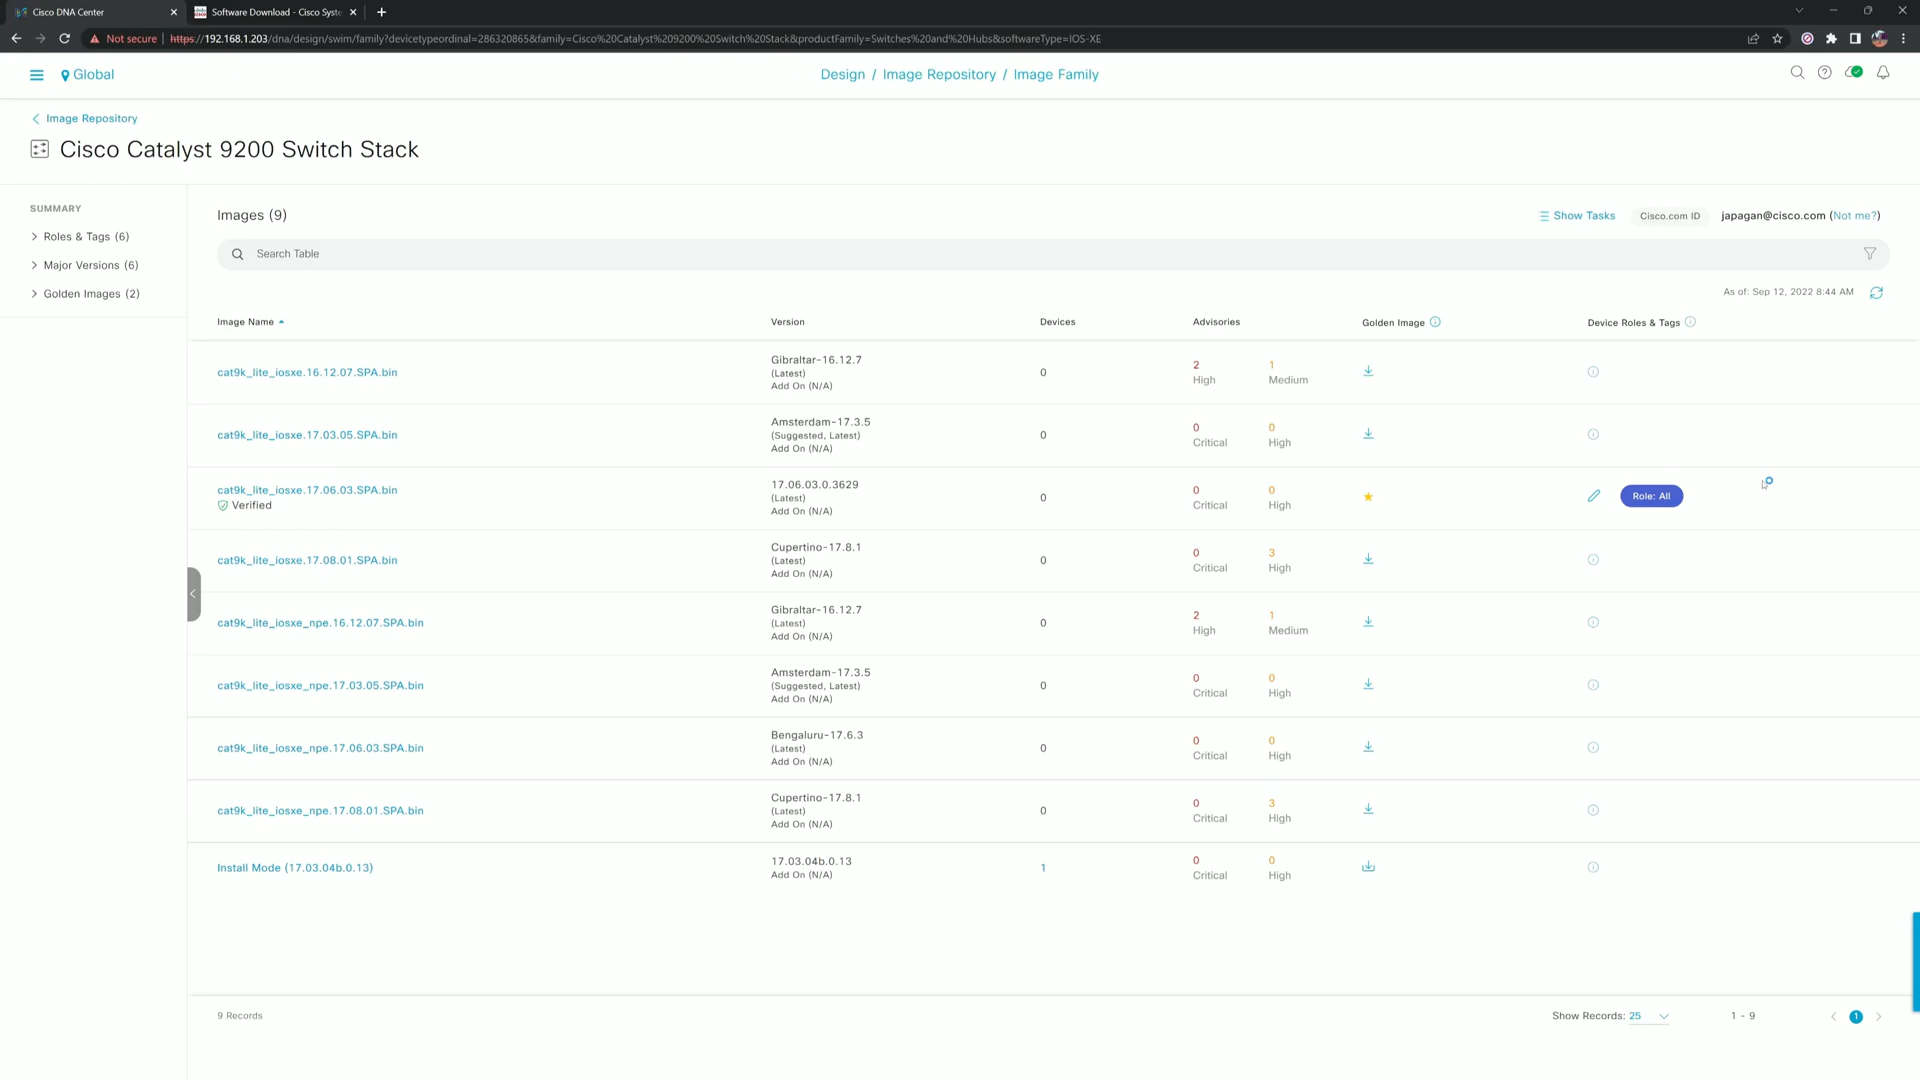 Cisco DNA Center
Software Download - Cisco Syste
Not secure | https://192.168.1.203/dna/design/swim/family?devicetypeordinal=286320865&family=Cisco%20Catalyst%209200%20Switch%20Stack&productFamily=Switches%20and%20Hubs&softwareType=IOS-XE
Global
Design / Image Repository / Image Family
Image Repository
Cisco Catalyst 9200 Switch Stack
SUMMARY
Roles & Tags (6)
Major Versions (6)
Golden Images (2)
Images (9)
Show Tasks
Cisco.com ID
japagan@cisco.com (Not me?)
Search Table
As of: Sep 12, 2022 8:44 AM
Image Name Version Devices Advisories Golden Image Device Roles & Tags
cat9k_lite_iosxe.16.12.07.SPA.bin
Gibraltar-16.12.7
(Latest)
Add On (N/A)
0
2 1
High Medium
cat9k_lite_iosxe.17.03.05.SPA.bin
Amsterdam-17.3.5
(Suggested, Latest)
Add On (N/A)
0
0 0
Critical High
cat9k_lite_iosxe.17.06.03.SPA.bin
Verified
17.06.03.0.3629
(Latest)
Add On (N/A)
0
0 0
Critical High
Role: All
cat9k_lite_iosxe.17.08.01.SPA.bin
Cupertino-17.8.1
(Latest)
Add On (N/A)
0
0 3
Critical High
cat9k_lite_iosxe_npe.16.12.07.SPA.bin
Gibraltar-16.12.7
(Latest)
Add On (N/A)
0
2 1
High Medium
cat9k_lite_iosxe_npe.17.03.05.SPA.bin
Amsterdam-17.3.5
(Suggested, Latest)
Add On (N/A)
0
0 0
Critical High
cat9k_lite_iosxe_npe.17.06.03.SPA.bin
Bengaluru-17.6.3
(Latest)
Add On (N/A)
0
0 0
Critical High
cat9k_lite_iosxe_npe.17.08.01.SPA.bin
Cupertino-17.8.1
(Latest)
Add On (N/A)
0
0 3
Critical High
Install Mode (17.03.04b.0.13)
17.03.04b.0.13
Add On (N/A)
1
0 0
Critical High
9 Records
Show Records: 25
1 - 9
1